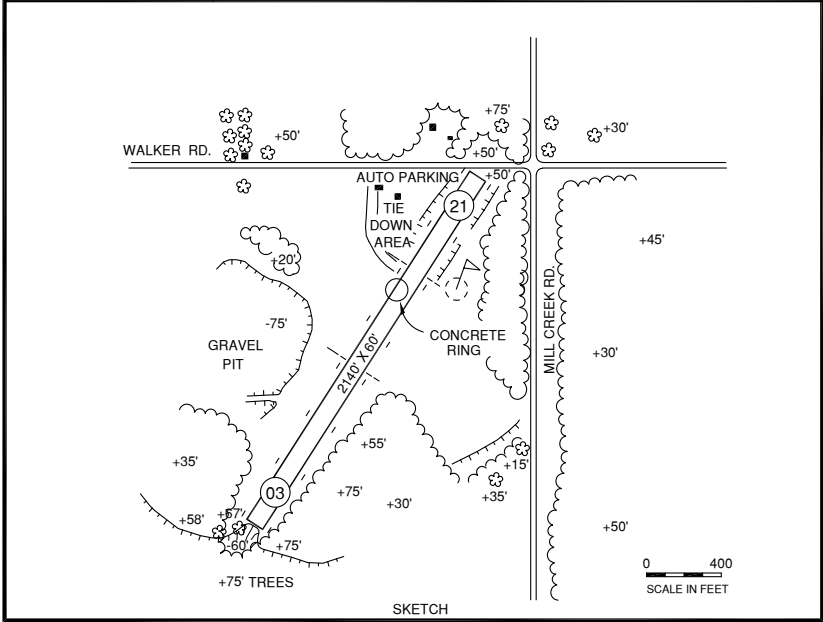 +75'
+50'
+30'
WALKER RD.
+50'
AUTO PARKING
+50'
TIE
DOWN
AREA
21
+45'
+20'
-75'
GRAVEL
PIT
CONCRETE
RING
MILL CREEK RD.
+30'
2140' X 60'
+55'
+35'
+15'
+75'
+30'
+35'
03
+58'
+67'
-60'
+75'
+50'
+75' TREES
0 400
SCALE IN FEET
SKETCH